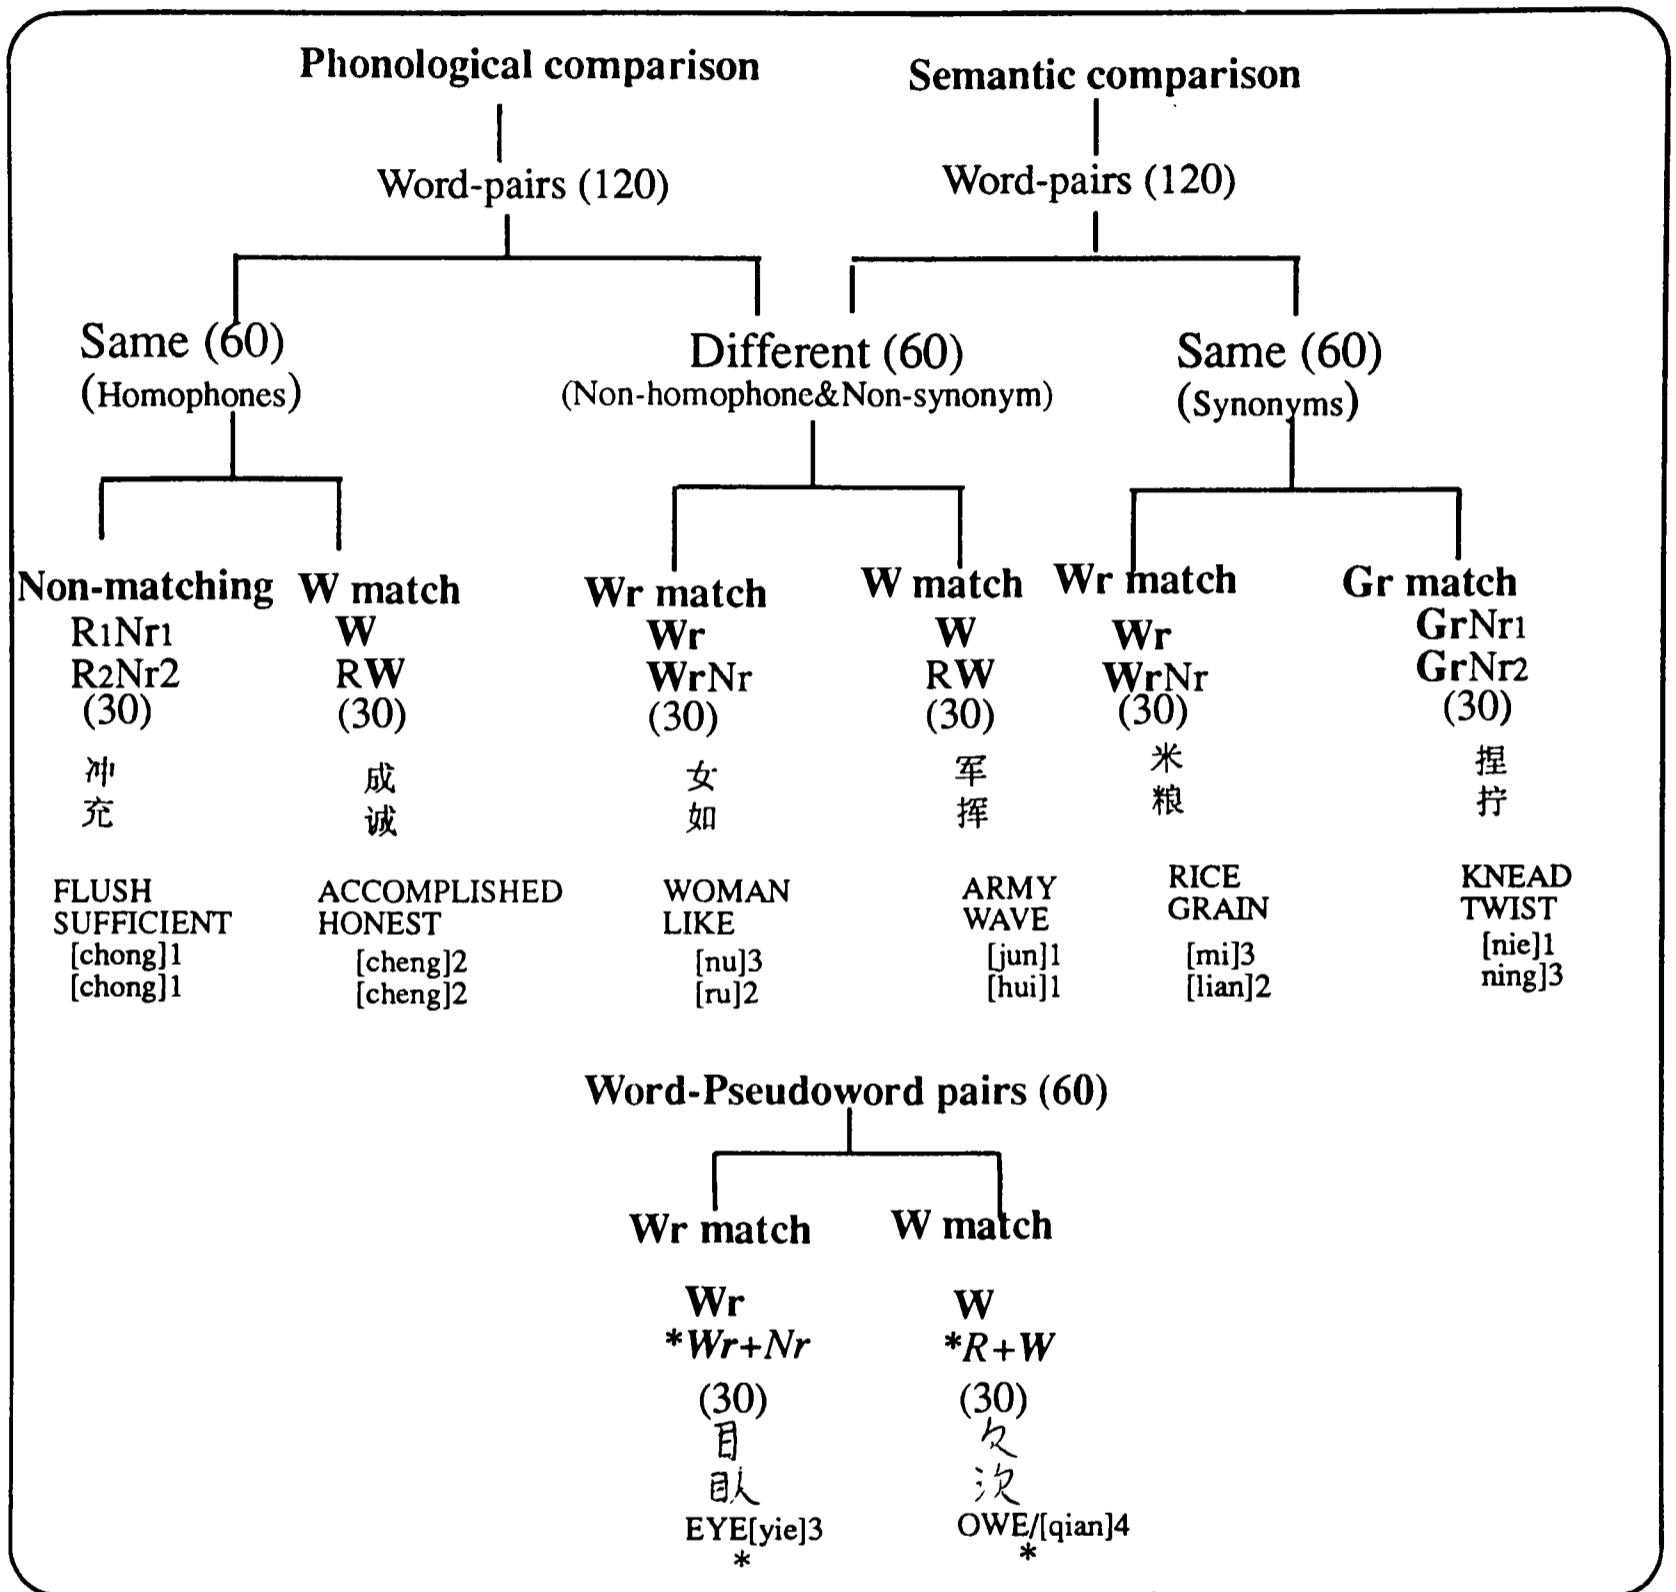 Phonological comparison
Semantic comparison
Word-pairs (120)
Word-pairs (120)
Same (60)
(Homophones)
Different (60)
(Non-homophone&Non-synonym)
Same (60)
(Synonyms)
Non-matching
R1Nr1
R2Nr2
(30)
冲
充
FLUSH
SUFFICIENT
[chong]1
[chong]1
W match
W
RW
(30)
成
诚
ACCOMPLISHED
HONEST
[cheng]2
[cheng]2
Wr match
Wr
WrNr
(30)
女
如
WOMAN
LIKE
[nu]3
[ru]2
W match
W
RW
(30)
军
挥
ARMY
WAVE
[jun]1
[hui]1
Wr match
Wr
WrNr
(30)
米
粮
RICE
GRAIN
[mi]3
[lian]2
Gr match
GrNr1
GrNr2
(30)
捏
拧
KNEAD
TWIST
[nie]1
ning]3
Word-Pseudoword pairs (60)
Wr match
Wr
*Wr+Nr
(30)
目
EYE[yie]3
*
W match
W
*R+W
(30)
欠
OWE/[qian]4
*